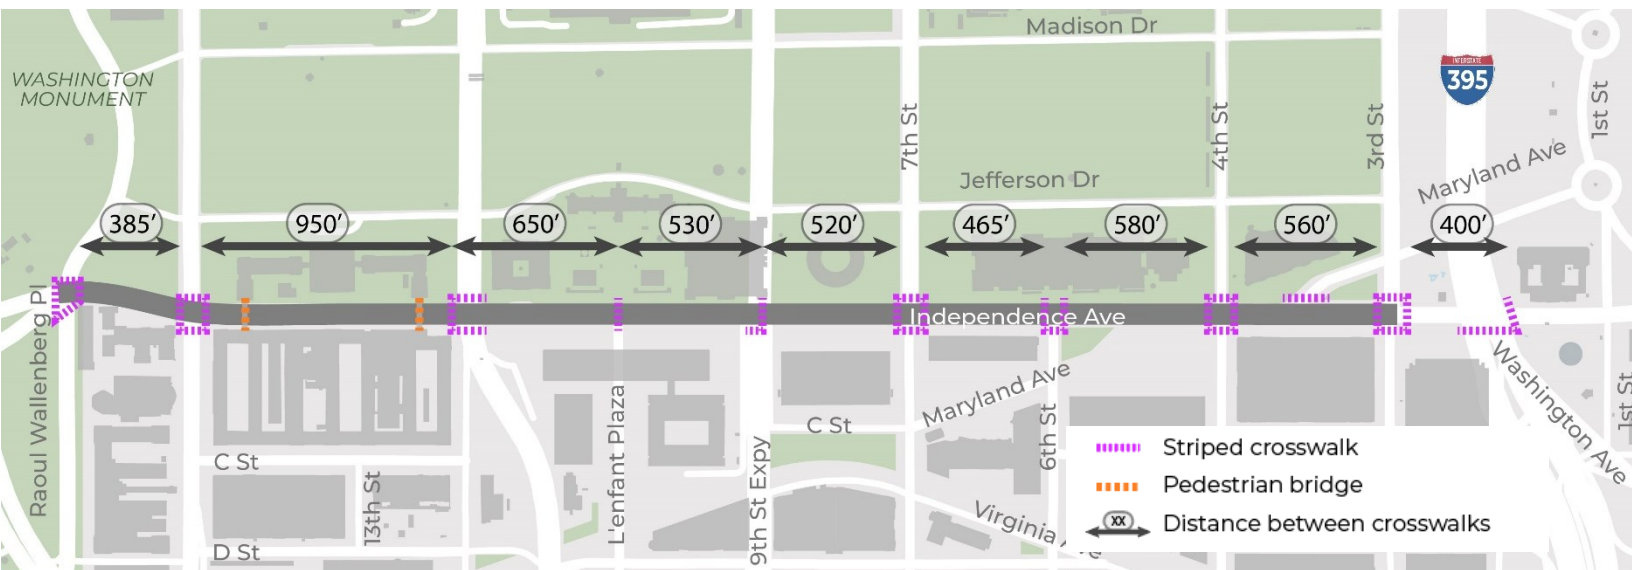 Madison Dr
WASHINGTON
MONUMENT
INTERSTATE
395
1st St
7th St
4th St
3rd St
Maryland Ave
Jefferson Dr
385’
950’
650’
530’
520’
465’
580’
560’
400’
Raoul Wallenberg Pl
Independence Ave
Washington Ave
1st St
Maryland Ave
L'enfant Plaza
C St
6th St
9th St Expy
C St
13th St
D St
Virginia Ave
Striped crosswalk
Pedestrian bridge
XX
Distance between crosswalks